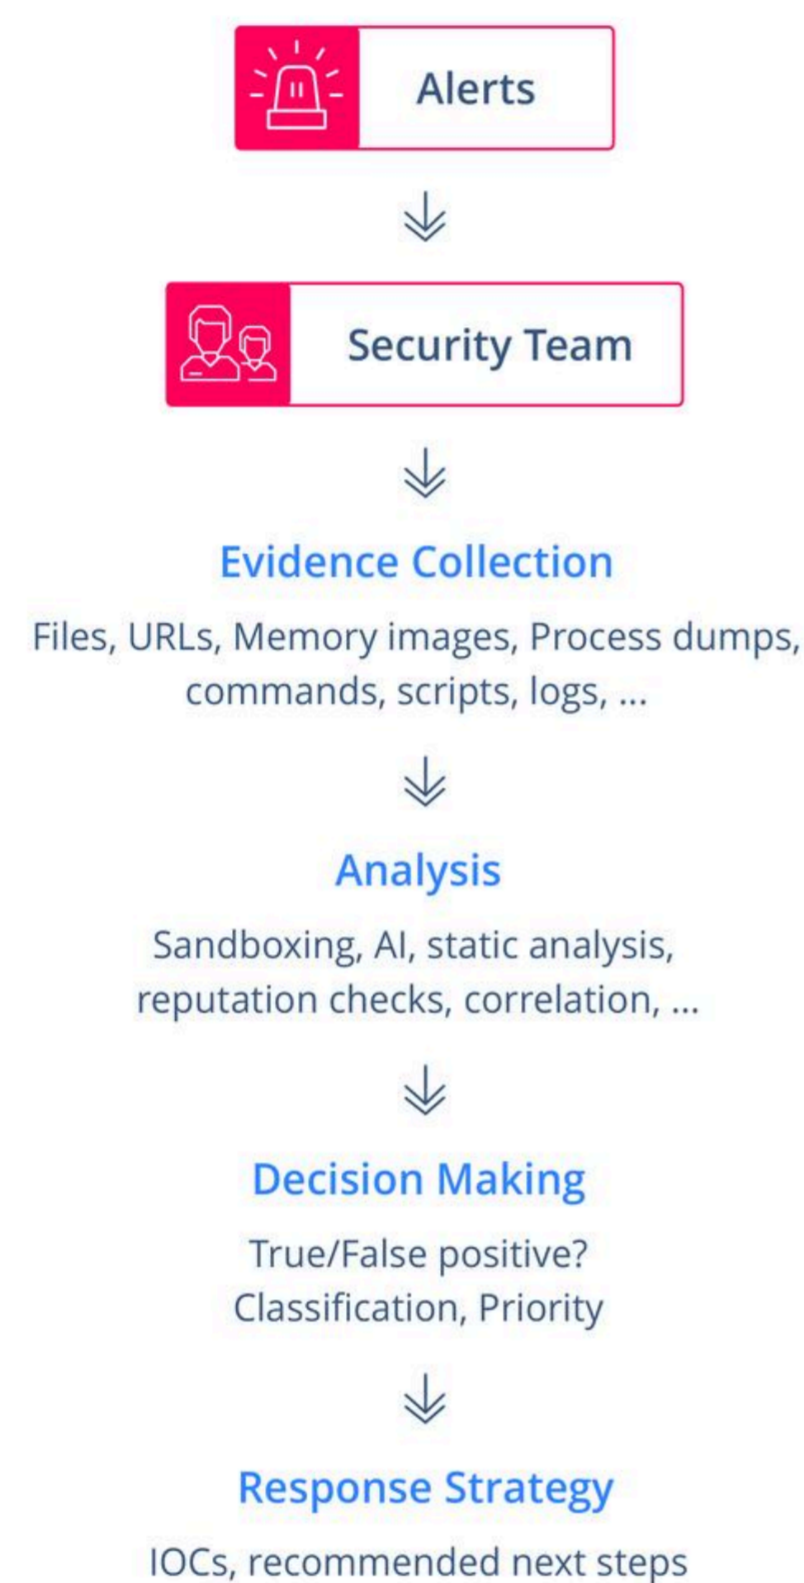 Alerts
Security Team
Evidence Collection
Files, URLs, Memory images, Process dumps,
commands, scripts, logs, ...
Analysis
Sandboxing, AI, static analysis,
reputation checks, correlation, ...
Decision Making
True/False positive?
Classification, Priority
Response Strategy
IOCs, recommended next steps